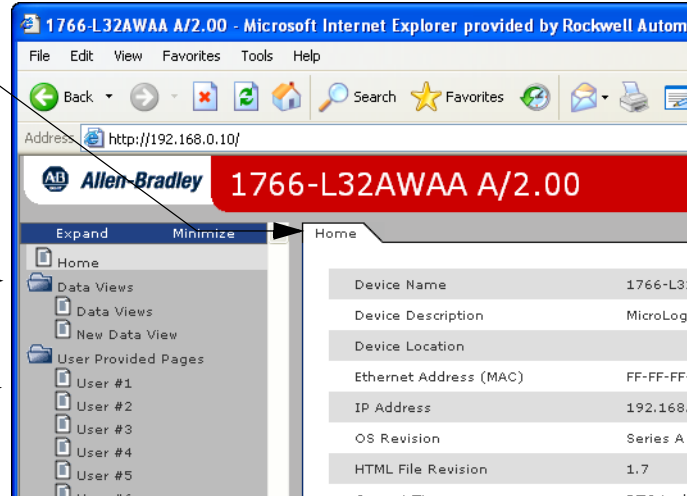 1766-L32AWAA A/2.00 - Microsoft Internet Explorer provided by Rockwell Autom
File Edit View Favorites Tools Help
Back Search Favorites
Address http://192.168.0.10/
AB Allen-Bradley 1766-L32AWAA A/2.00
Expand Minimize
Home
Home
Data Views
Data Views
New Data View
User Provided Pages
User #1
User #2
User #3
User #4
User #5
Device Name 1766-L3
Device Description MicroLog
Device Location
Ethernet Address (MAC) FF-FF-FF-
IP Address 192.168.
OS Revision Series A
HTML File Revision 1.7